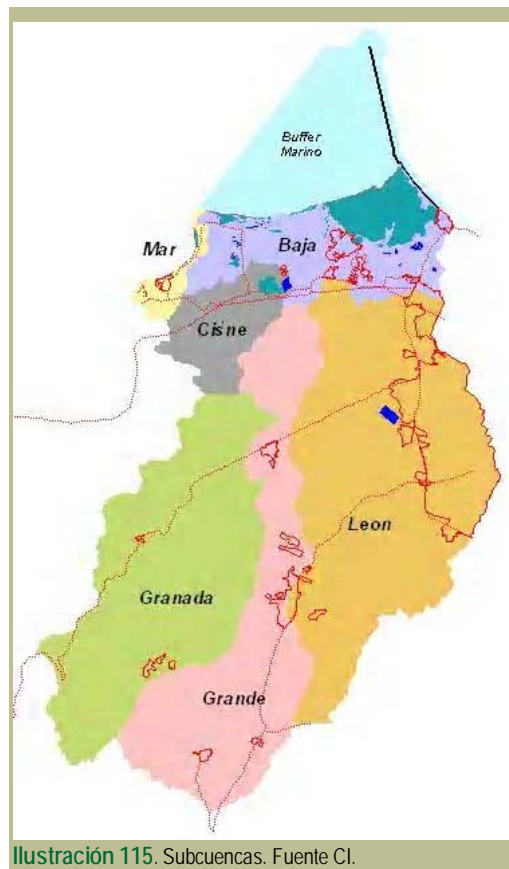 Buffer
Marino
Mar
Baja
Cisne
Leon
Granada
Grande
Ilustración 115. Subcuencas. Fuente CI.